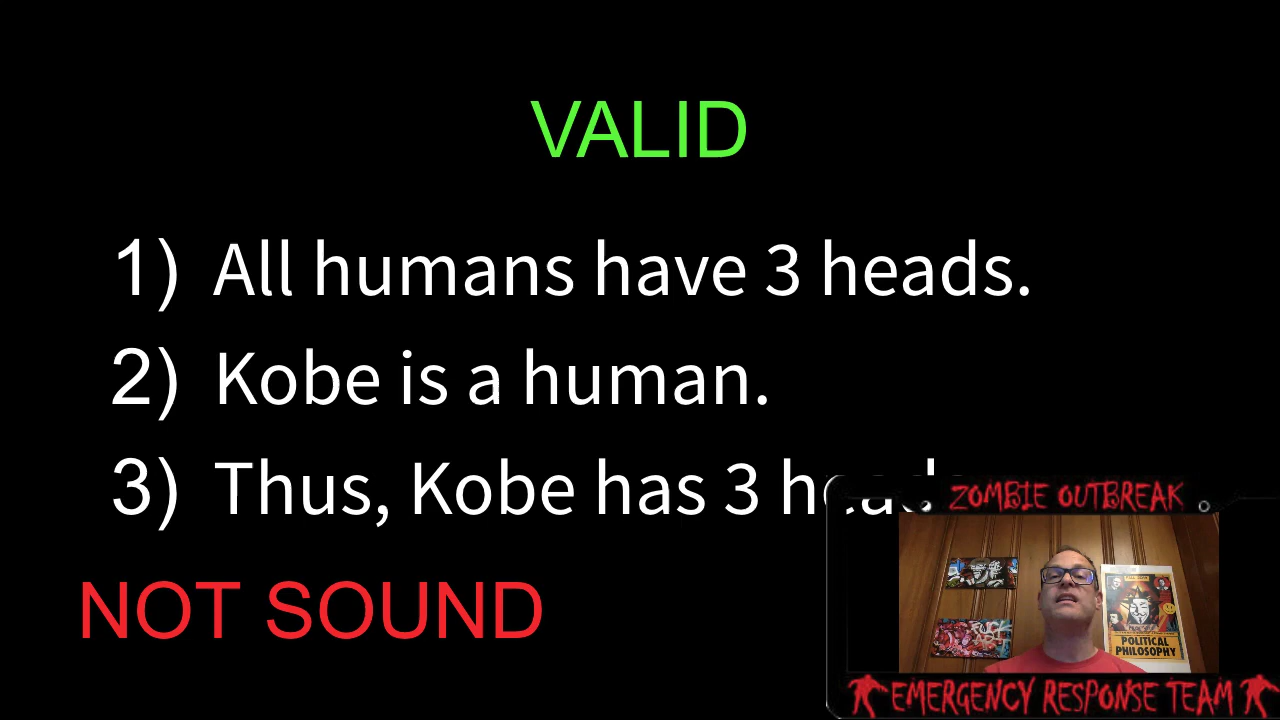 VALID
1) All humans have 3 heads.
2) Kobe is a human.
3) Thus, Kobe has 3
NOT SOUND
ZOMBIE OUTBREAK
POLITICAL
PHILOSOPHY
EMERGENCY RESPONSE TEAM